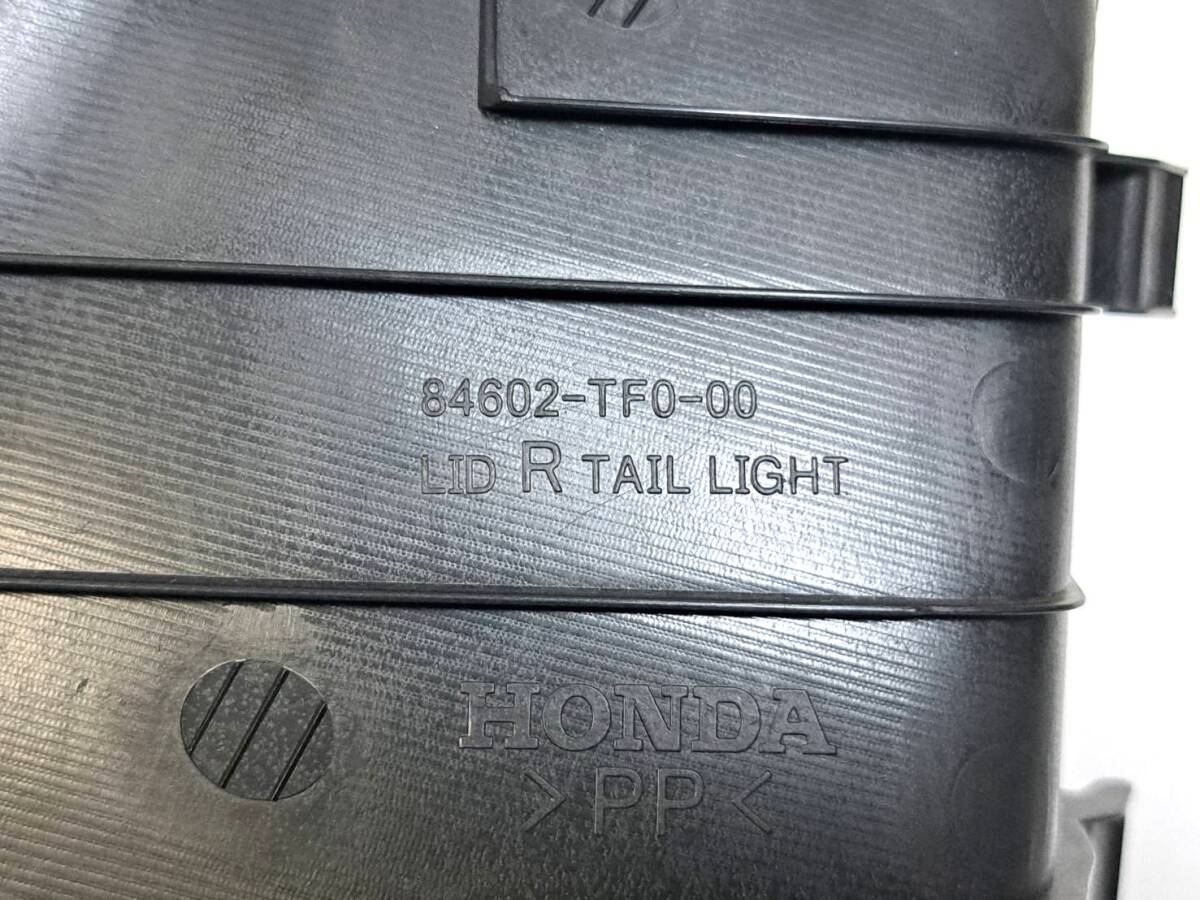 84602-TF0-00
LID R TAIL LIGHT
HONDA
>PP<